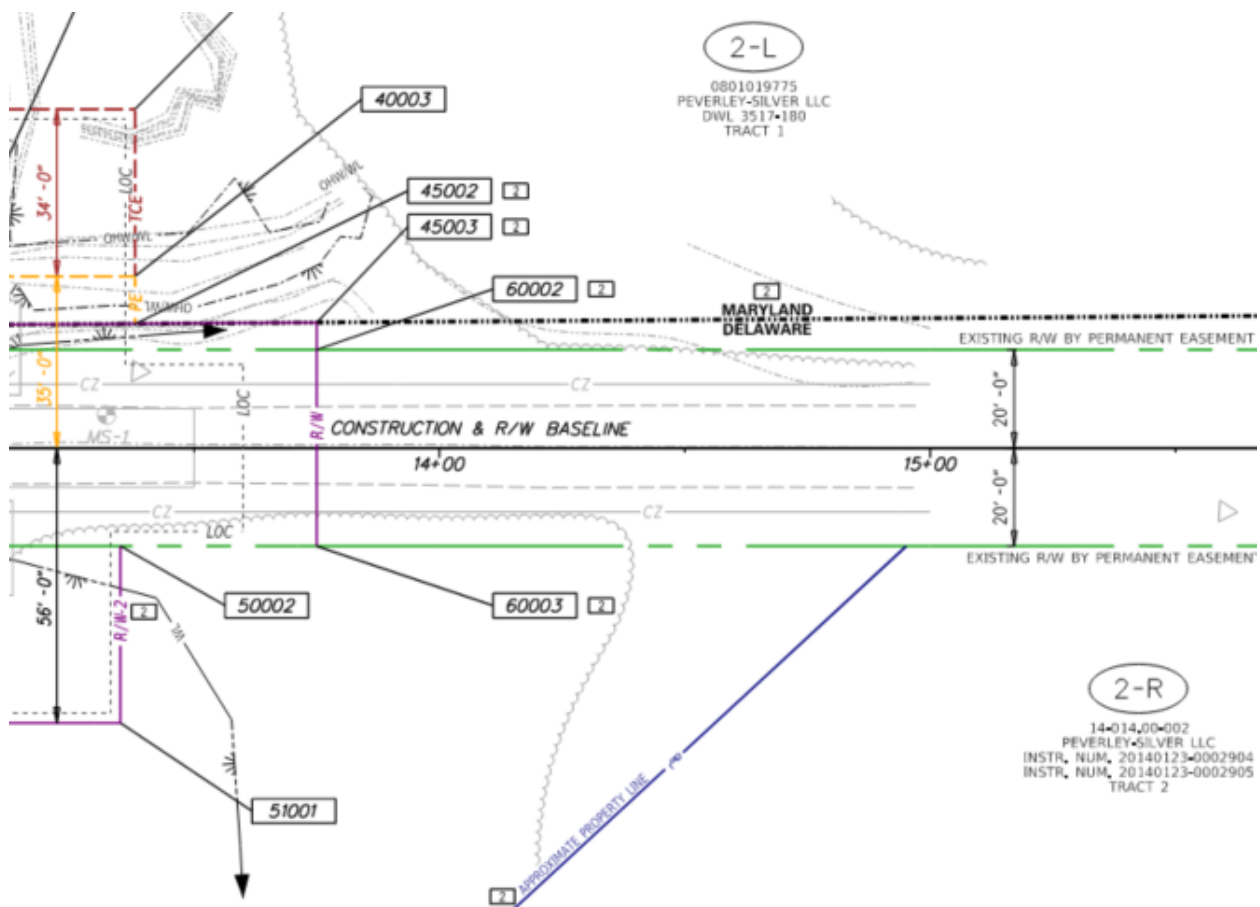 2-L
0801019775
PEVERLEY-SILVER LLC
DWL 3517-180
TRACT 1
40003
34' -0"
LOC
TCE
OHW/WL
45002 2
OHW/WL
45003 2
PE
60002 2
OHW/WL
2
MARYLAND
DELAWARE
EXISTING R/W BY PERMANENT EASEMENT
35' -0"
CZ
CZ
LOC
20' -0"
MS-1
R/W
CONSTRUCTION & R/W BASELINE
14+00
15+00
20' -0"
CZ
CZ
LOC
EXISTING R/W BY PERMANENT EASEMENT
56' -0"
R/W-2
2
WL
50002
60003 2
2-R
14-014.00-002
PEVERLEY-SILVER LLC
INSTR. NUM. 20140123-0002904
INSTR. NUM. 20140123-0002905
TRACT 2
51001
APPROXIMATE PROPERTY LINE
2